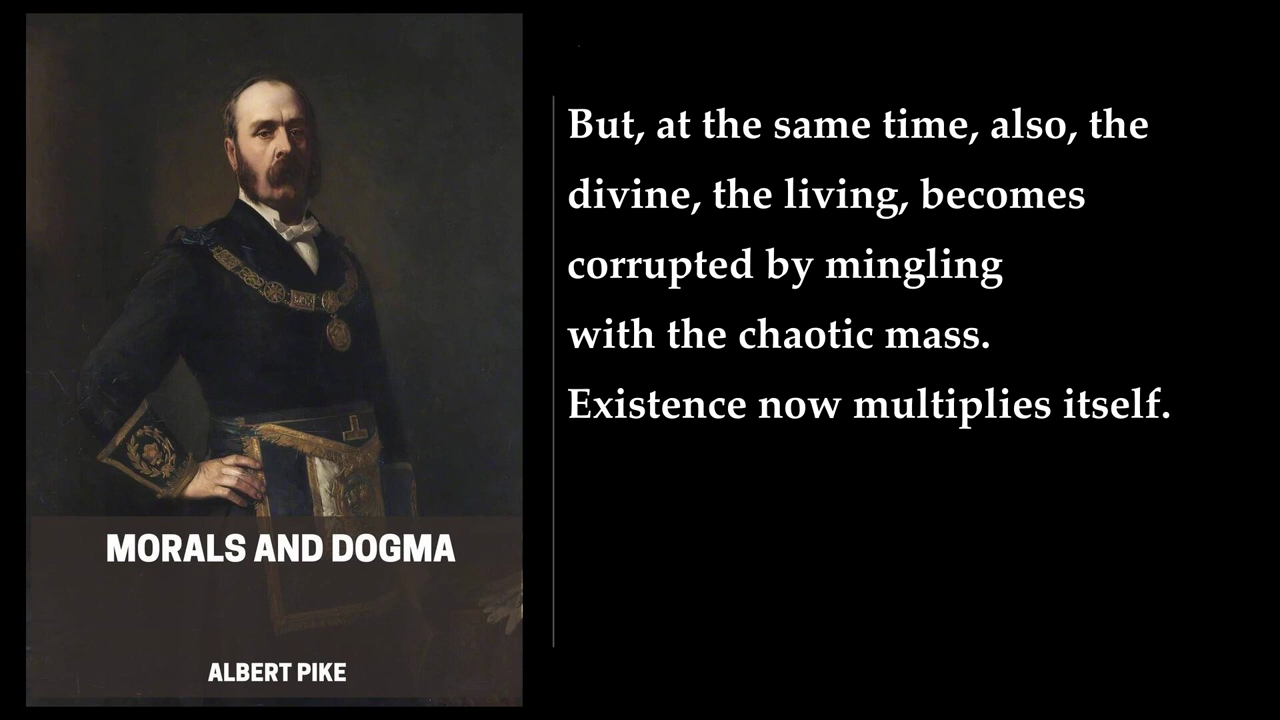 MORALS AND DOGMA
ALBERT PIKE
But, at the same time, also, the
divine, the living, becomes
corrupted by mingling
with the chaotic mass.
Existence now multiplies itself.